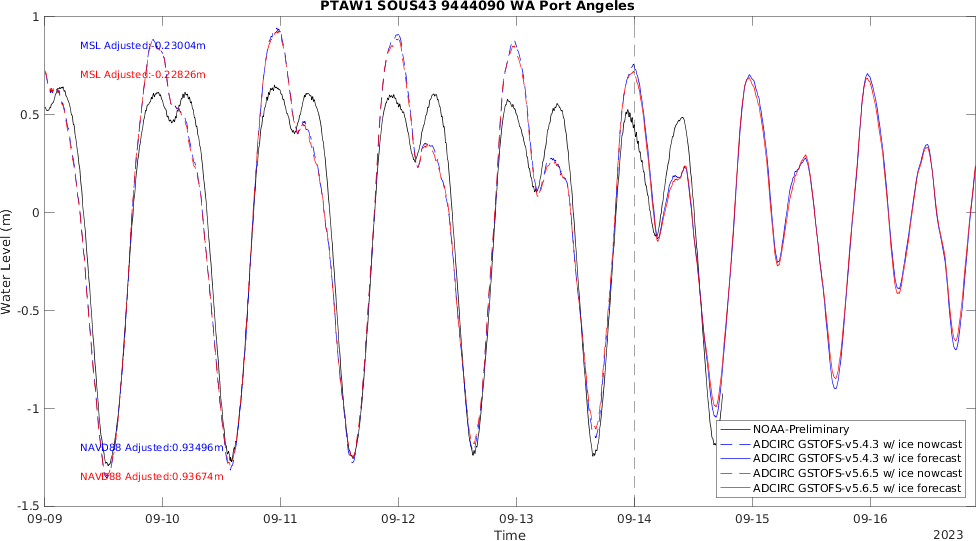 PTAW1 SOUS43 9444090 WA Port Angeles
1
MSL Adjusted:-0.23004m
MSL Adjusted:-0.22826m
0.5
0
Water Level (m)
-0.5
-1
NOAA-Preliminary
ADCIRC GSTOFS-v5.4.3 w/ ice nowcast
ADCIRC GSTOFS-v5.4.3 w/ ice forecast
ADCIRC GSTOFS-v5.6.5 w/ ice nowcast
ADCIRC GSTOFS-v5.6.5 w/ ice forecast
NAVD88 Adjusted:0.93496m
NAVD88 Adjusted:0.93674m
-1.5
09-09 09-10 09-11 09-12 09-13 09-14 09-15 09-16
Time
2023